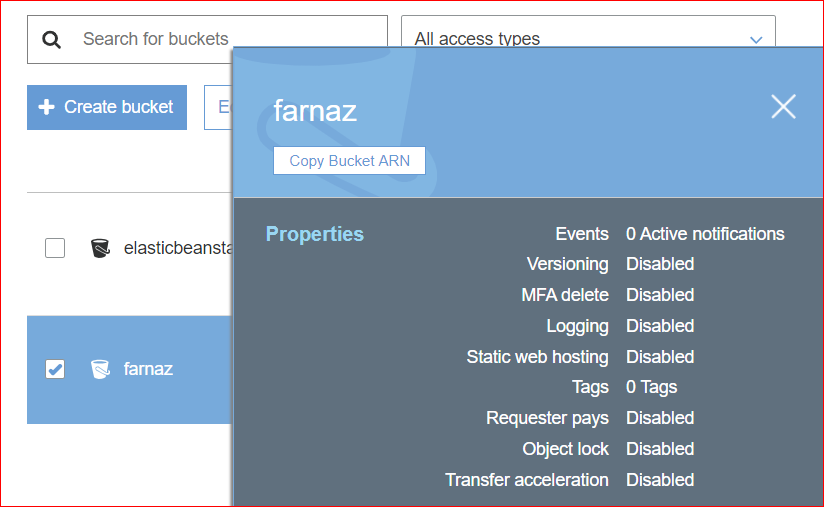 Search for buckets
All access types
Create bucket
farnaz
Copy Bucket ARN
Properties
Events 0 Active notifications
Versioning Disabled
MFA delete Disabled
Logging Disabled
Static web hosting Disabled
Tags 0 Tags
Requester pays Disabled
Object lock Disabled
Transfer acceleration Disabled
elasticbeansta
farnaz